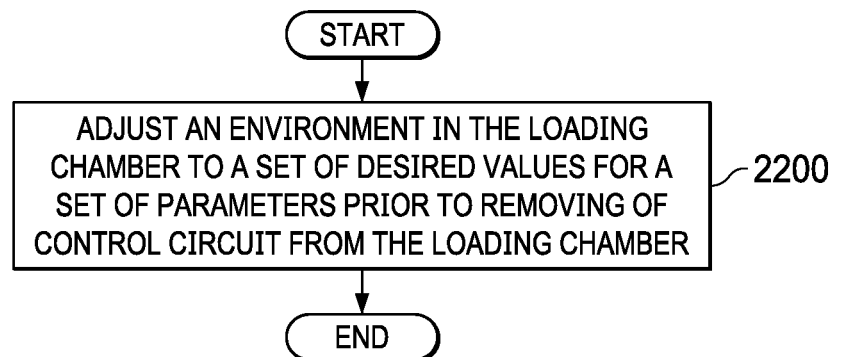 START
ADJUST AN ENVIRONMENT IN THE LOADING
CHAMBER TO A SET OF DESIRED VALUES FOR A
SET OF PARAMETERS PRIOR TO REMOVING OF
CONTROL CIRCUIT FROM THE LOADING CHAMBER
2200
END